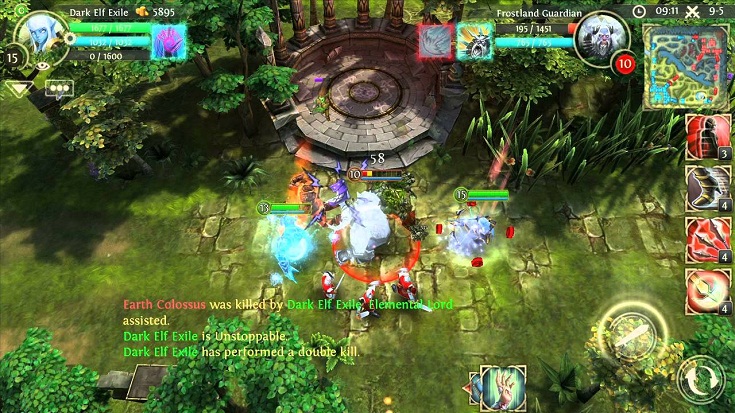 Dark Elf Exile 5895
0 / 1600
15
Frostland Guardian
195 / 1451
10
09:11 9-5
3
4
4
4
58
10
13
15
Earth Colossus was killed by Dark Elf Exile, Elemental Lord
assisted.
Dark Elf Exile is Unstoppable.
Dark Elf Exile has performed a double kill.